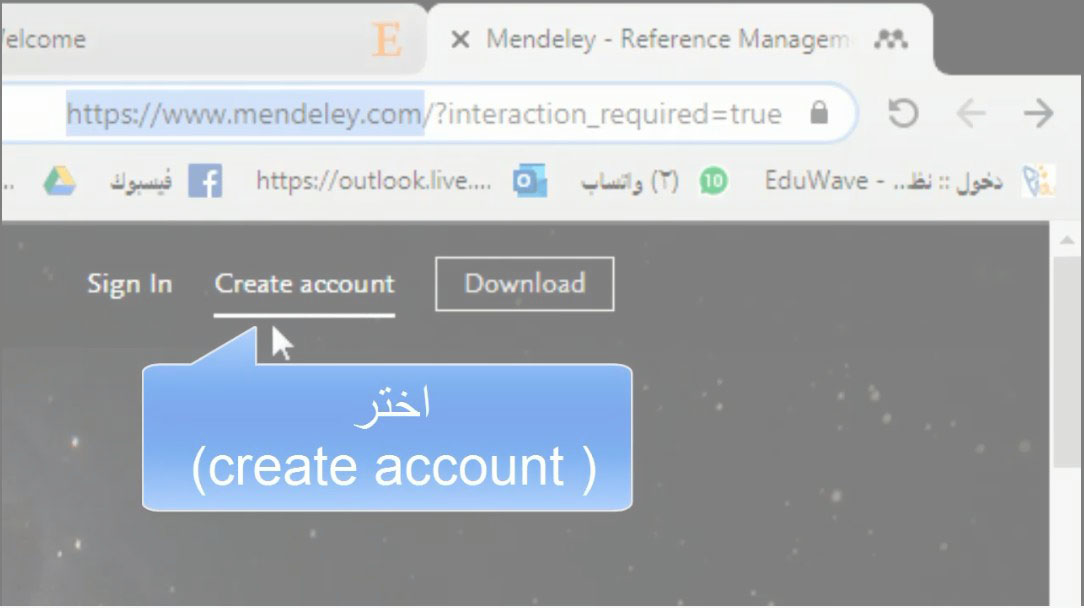 elcome
Mendeley - Reference Managem
https://www.mendeley.com/?interaction_required=true
دخول :: نظ... - EduWave
10
(٢) واتساب
https://outlook.live....
فيسبوك
..
Sign In
Create account
Download
اختر
(create account )